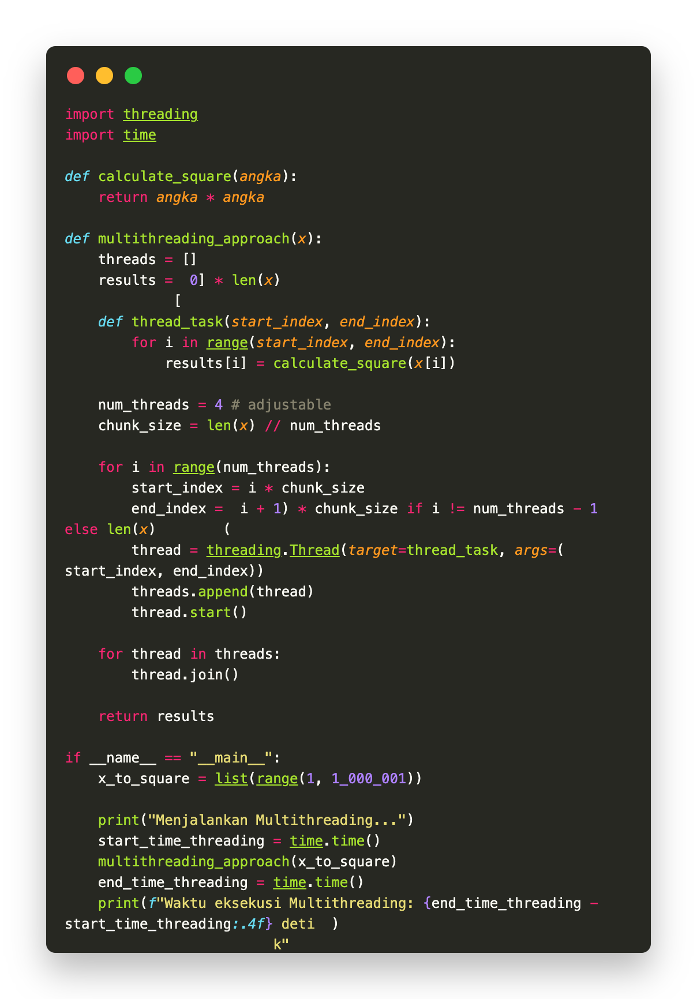 import threading
import time
def calculate_square(angka):
    return angka * angka
def multithreading_approach(x):
    threads = []
    results =  0] * len(x)
             [
    def thread_task(start_index, end_index):
        for i in range(start_index, end_index):
            results[i] = calculate_square(x[i])
    num_threads = 4 # adjustable
    chunk_size = len(x) // num_threads
    for i in range(num_threads):
        start_index = i * chunk_size
        end_index =  i + 1) * chunk_size if i != num_threads - 1
else len(x)        (
        thread = threading.Thread(target=thread_task, args=(
start_index, end_index))
        threads.append(thread)
        thread.start()
    for thread in threads:
        thread.join()
    return results
if __name__ == "__main__":
    x_to_square = list(range(1, 1_000_001))
    print("Menjalankan Multithreading...")
    start_time_threading = time.time()
    multithreading_approach(x_to_square)
    end_time_threading = time.time()
    print(f"Waktu eksekusi Multithreading: {end_time_threading -
start_time_threading:.4f} deti  )
                         k"